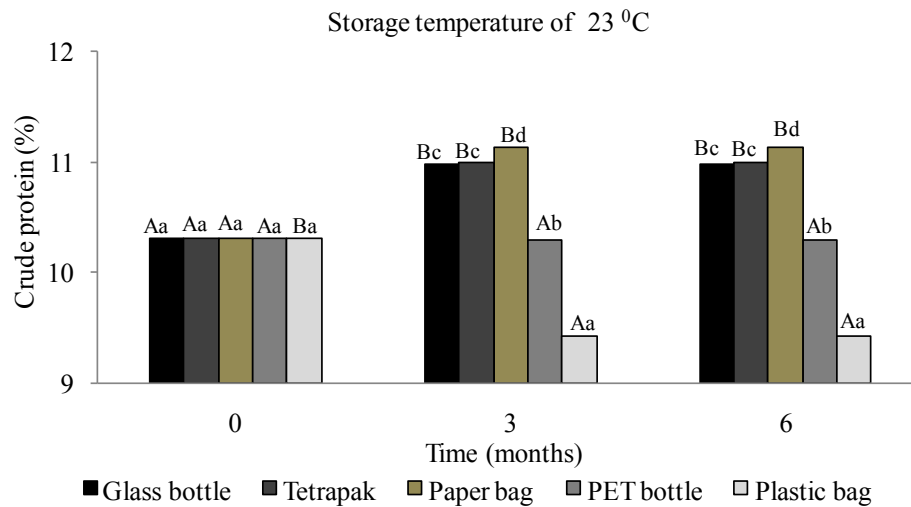 Storage temperature of 23 ⁰C
Crude protein (%)
12
11
10
9
Aa Aa Aa Aa Ba
Bc Bc Bd Ab Aa
Bc Bc Bd Ab Aa
0 3 6
Time (months)
Glass bottle Tetrapak Paper bag PET bottle Plastic bag